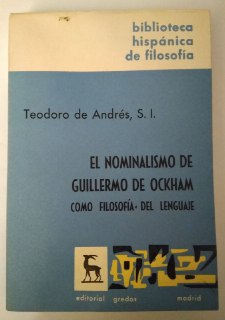 biblioteca
hispánica
de filosofía
Teodoro de Andrés, S. I.
EL NOMINALISMO DE
GUILLERMO DE OCKHAM
COMO FILOSOFÍA DEL LENGUAJE
editorial gredos madrid